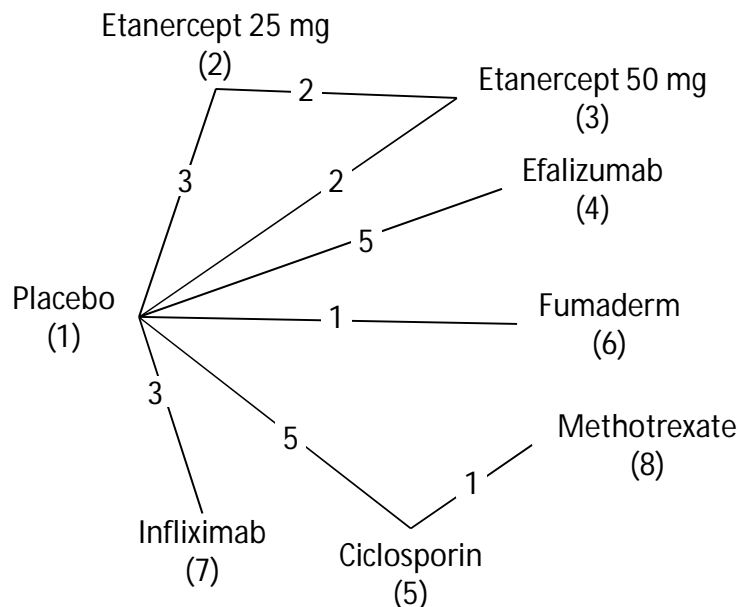 Etanercept 25 mg
(2)
2
Etanercept 50 mg
(3)
3
2
Efalizumab
(4)
5
Placebo
(1)
1
Fumaderm
(6)
3
5
Methotrexate
(8)
1
Infliximab
(7)
Ciclosporin
(5)